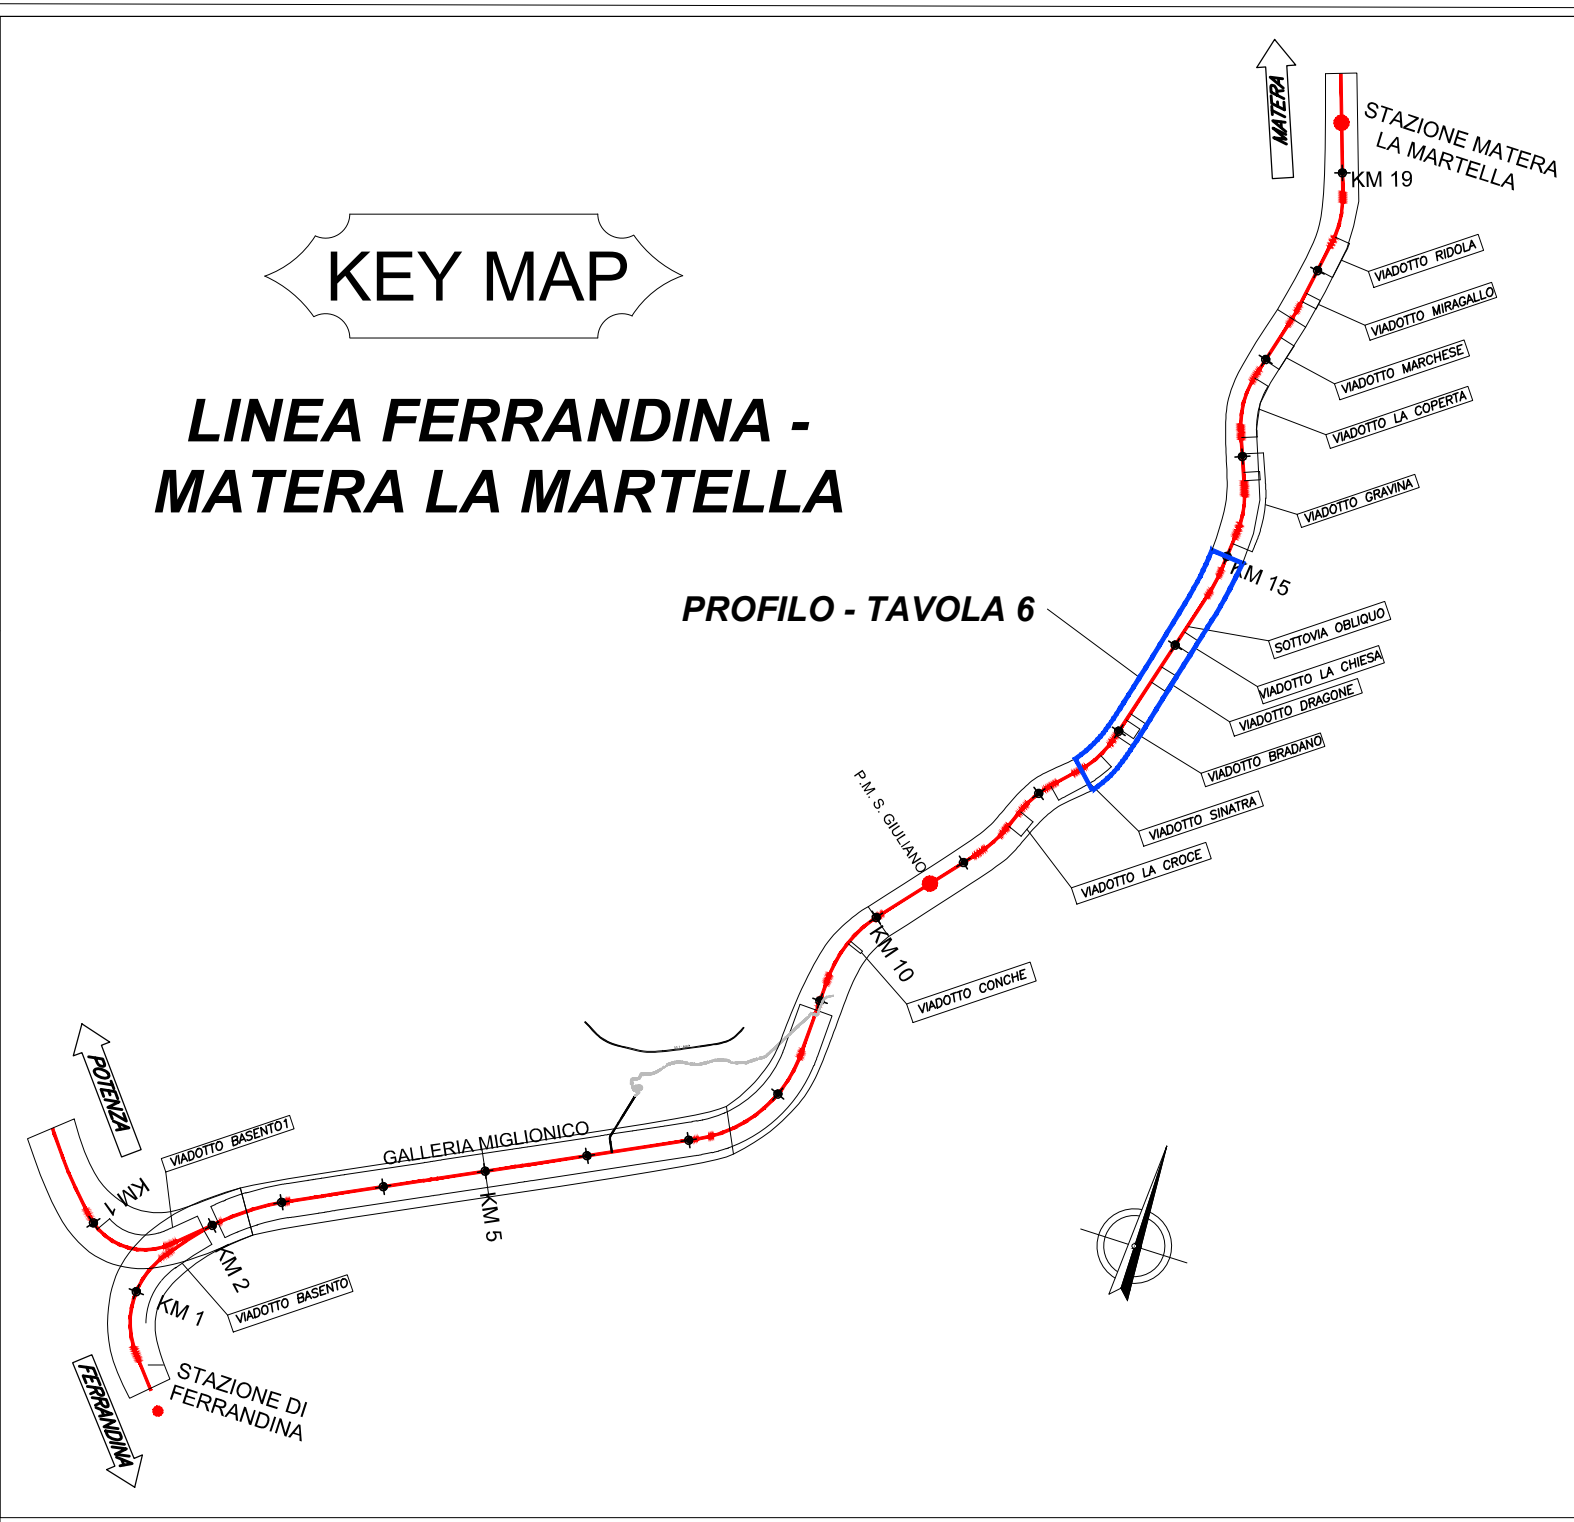 MATERA
STAZIONE MATERA
LA MARTELLA
KM 19
KEY MAP
VIADOTTO RIDOLA
VIADOTTO MIRAGALLO
VIADOTTO MARCHESE
LINEA FERRANDINA -
MATERA LA MARTELLA
VIADOTTO LA COPERTA
VIADOTTO GRAVINA
KM 15
PROFILO - TAVOLA 6
SOTTOVIA OBLIQUO
VIADOTTO LA CHIESA
VIADOTTO DRAGONE
VIADOTTO BRADANO
VIADOTTO SINATRA
P.M. S. GIULIANO
VIADOTTO LA CROCE
KM 10
VIADOTTO CONCHE
POTENZA
VIADOTTO BASENTO1
GALLERIA MIGLIONICO
KM 1
KM 5
KM 2
VIADOTTO BASENTO
KM 1
STAZIONE DI
FERRANDINA
FERRANDINA